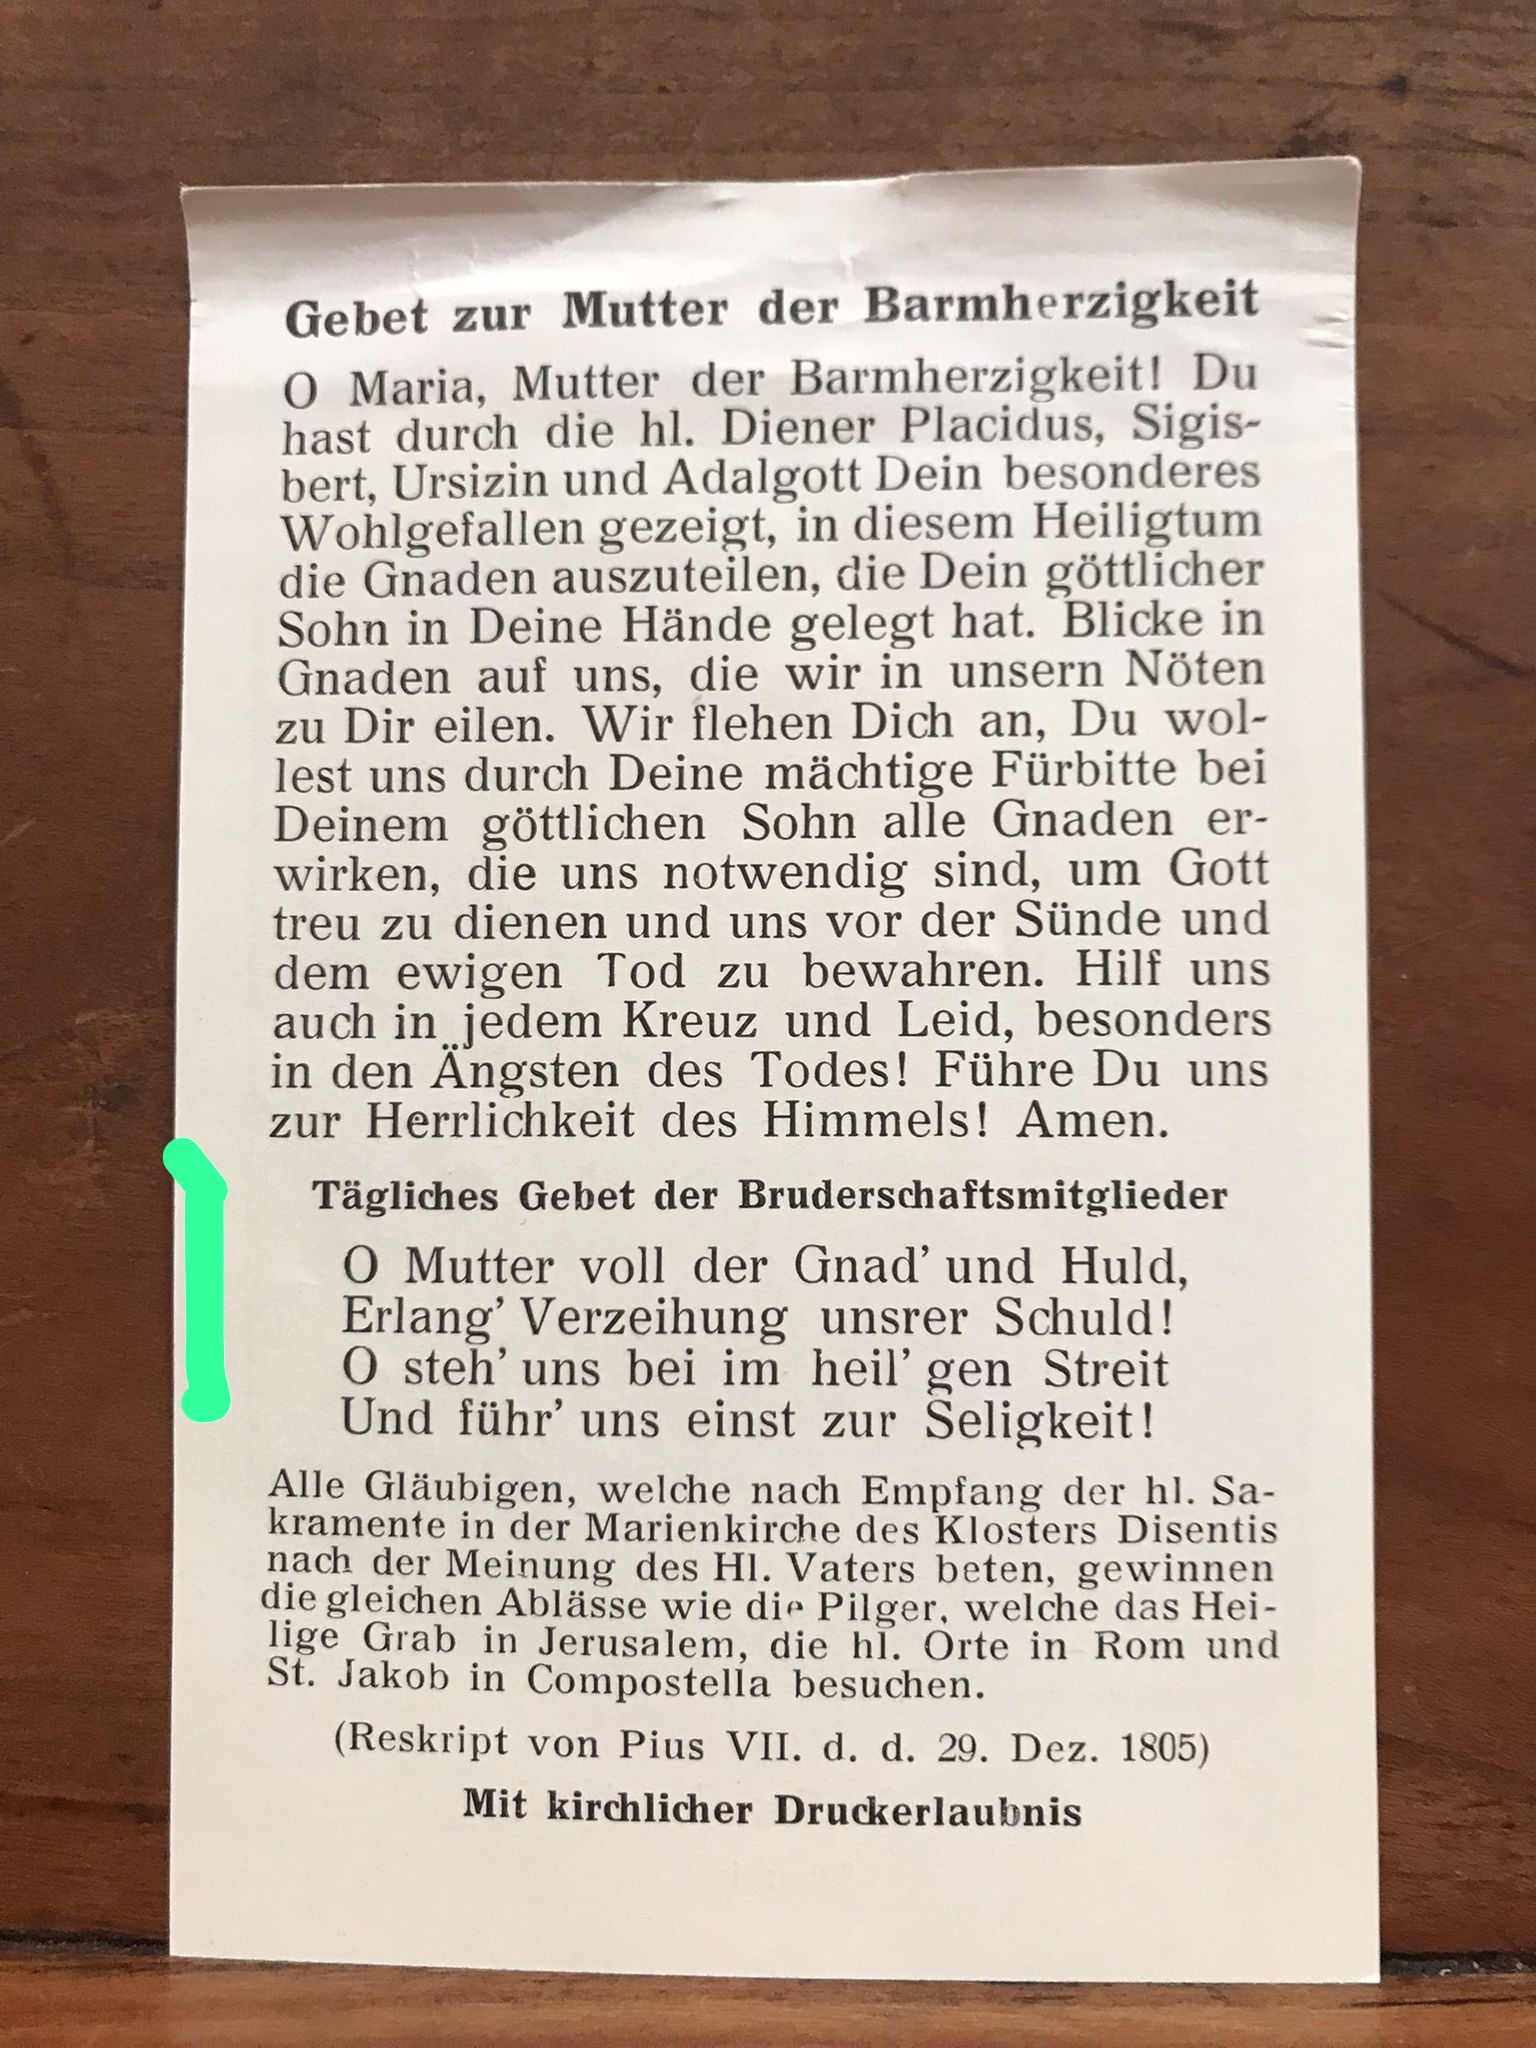 Gebet zur Mutter der Barmherzigkeit
O Maria, Mutter der Barmherzigkeit! Du
hast durch die hl. Diener Placidus, Sigis-
bert, Ursizin und Adalgott Dein besonderes
Wohlgefallen gezeigt, in diesem Heiligtum
die Gnaden auszuteilen, die Dein göttlicher
Sohn in Deine Hände gelegt hat. Blicke in
Gnaden auf uns, die wir in unsern Nöten
zu Dir eilen. Wir flehen Dich an, Du wol-
lest uns durch Deine mächtige Fürbitte bei
Deinem göttlichen Sohn alle Gnaden er-
wirken, die uns notwendig sind, um Gott
treu zu dienen und uns vor der Sünde und
dem ewigen Tod zu bewahren. Hilf uns
auch in jedem Kreuz und Leid, besonders
in den Ängsten des Todes! Führe Du uns
zur Herrlichkeit des Himmels! Amen.
Tägliches Gebet der Bruderschaftsmitglieder
O Mutter voll der Gnad' und Huld,
Erlang' Verzeihung unsrer Schuld!
O steh' uns bei im heil' gen Streit
Und führ' uns einst zur Seligkeit!
Alle Gläubigen, welche nach Empfang der hl. Sa-
kramente in der Marienkirche des Klosters Disentis
nach der Meinung des Hl. Vaters beten, gewinnen
die gleichen Ablässe wie die Pilger, welche das Hei-
lige Grab in Jerusalem, die hl. Orte in Rom und
St. Jakob in Compostella besuchen.
(Reskript von Pius VII. d. d. 29. Dez. 1805)
Mit kirchlicher Druckerlaubnis